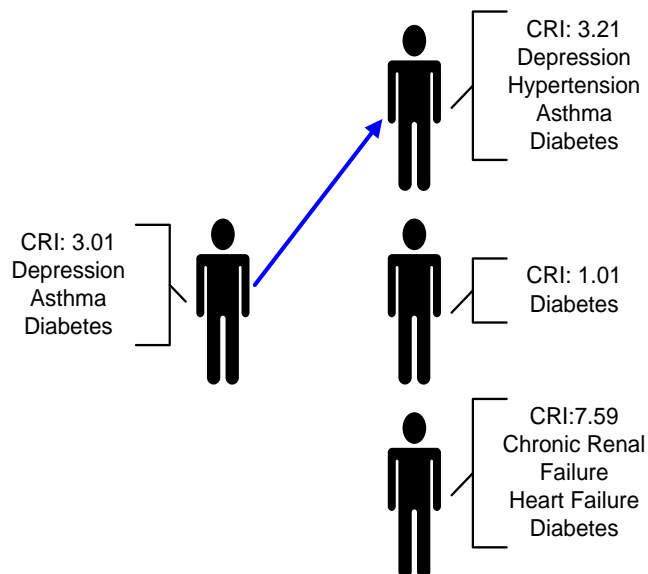 CRI: 3.21
Depression
Hypertension
Asthma
Diabetes
CRI: 3.01
Depression
Asthma
Diabetes
CRI: 1.01
Diabetes
CRI:7.59
Chronic Renal
Failure
Heart Failure
Diabetes